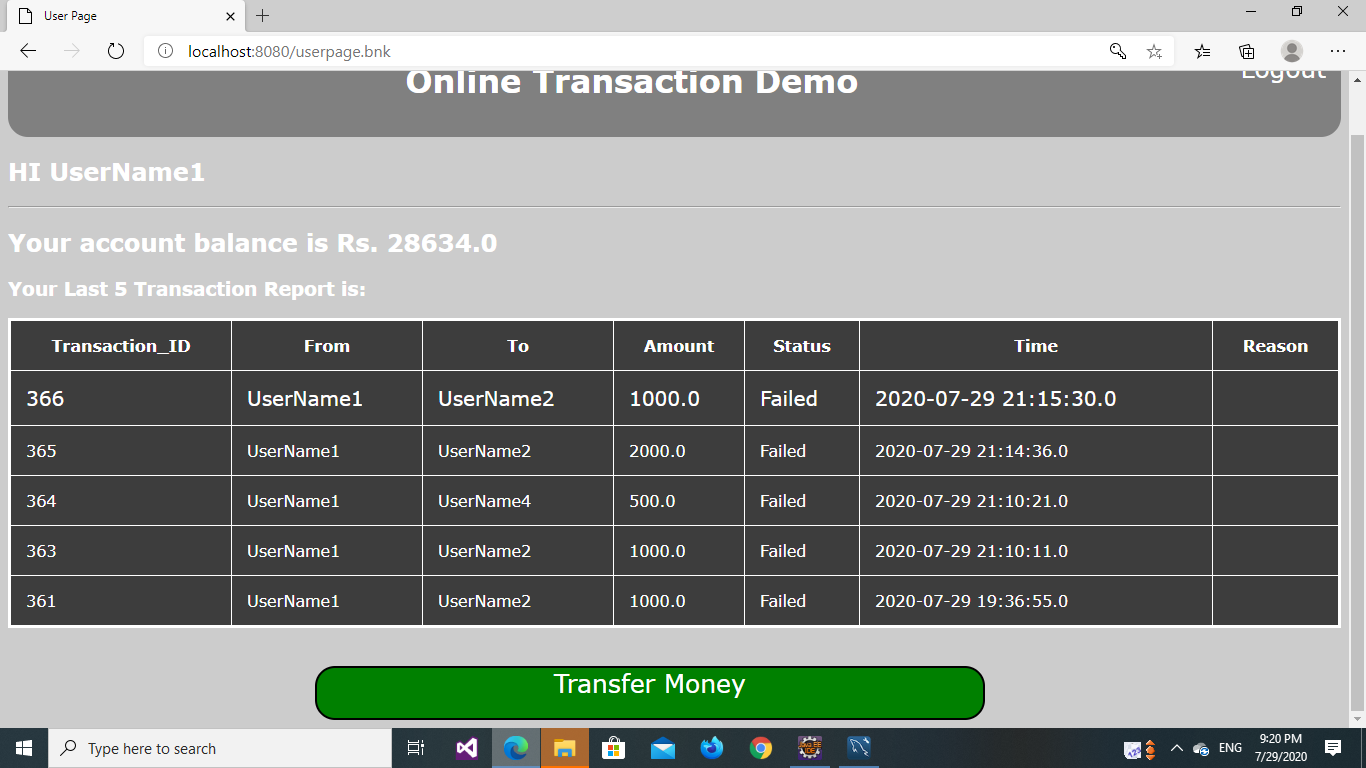 User Page
localhost:8080/userpage.bnk
Online Transaction Demo
Logout
HI UserName1
Your account balance is Rs. 28634.0
Your Last 5 Transaction Report is:
Transaction_ID From To Amount Status Time Reason
366 UserName1 UserName2 1000.0 Failed 2020-07-29 21:15:30.0
365 UserName1 UserName2 2000.0 Failed 2020-07-29 21:14:36.0
364 UserName1 UserName4 500.0 Failed 2020-07-29 21:10:21.0
363 UserName1 UserName2 1000.0 Failed 2020-07-29 21:10:11.0
361 UserName1 UserName2 1000.0 Failed 2020-07-29 19:36:55.0
Transfer Money
Type here to search
ENG
9:20 PM
7/29/2020